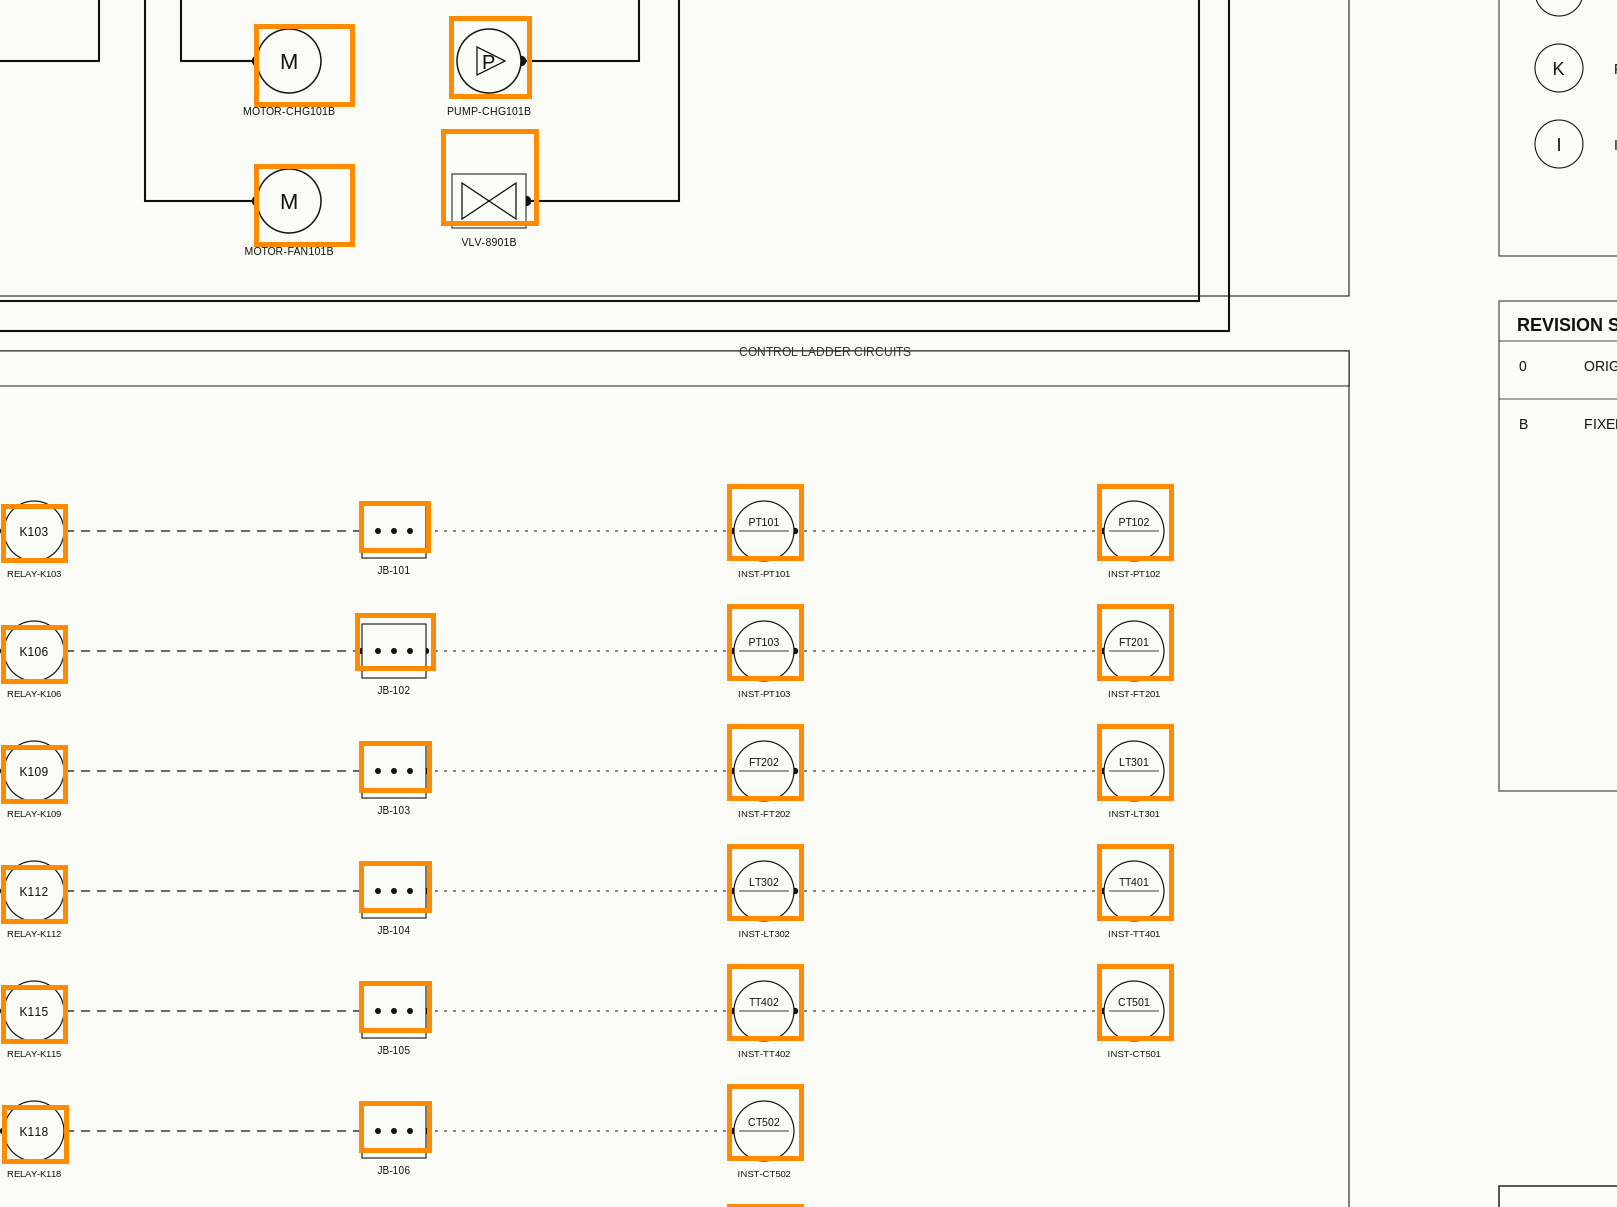 M
MOTOR-CHG101B
P
PUMP-CHG101B
K
I
M
MOTOR-FAN101B
VLV-8901B
REVISION S
0 ORIG
B FIXE
CONTROL LADDER CIRCUITS
K103
RELAY-K103
JB-101
PT101
INST-PT101
PT102
INST-PT102
K106
RELAY-K106
JB-102
PT103
INST-PT103
FT201
INST-FT201
K109
RELAY-K109
JB-103
FT202
INST-FT202
LT301
INST-LT301
K112
RELAY-K112
JB-104
LT302
INST-LT302
TT401
INST-TT401
K115
RELAY-K115
JB-105
TT402
INST-TT402
CT501
INST-CT501
K118
RELAY-K118
JB-106
CT502
INST-CT502